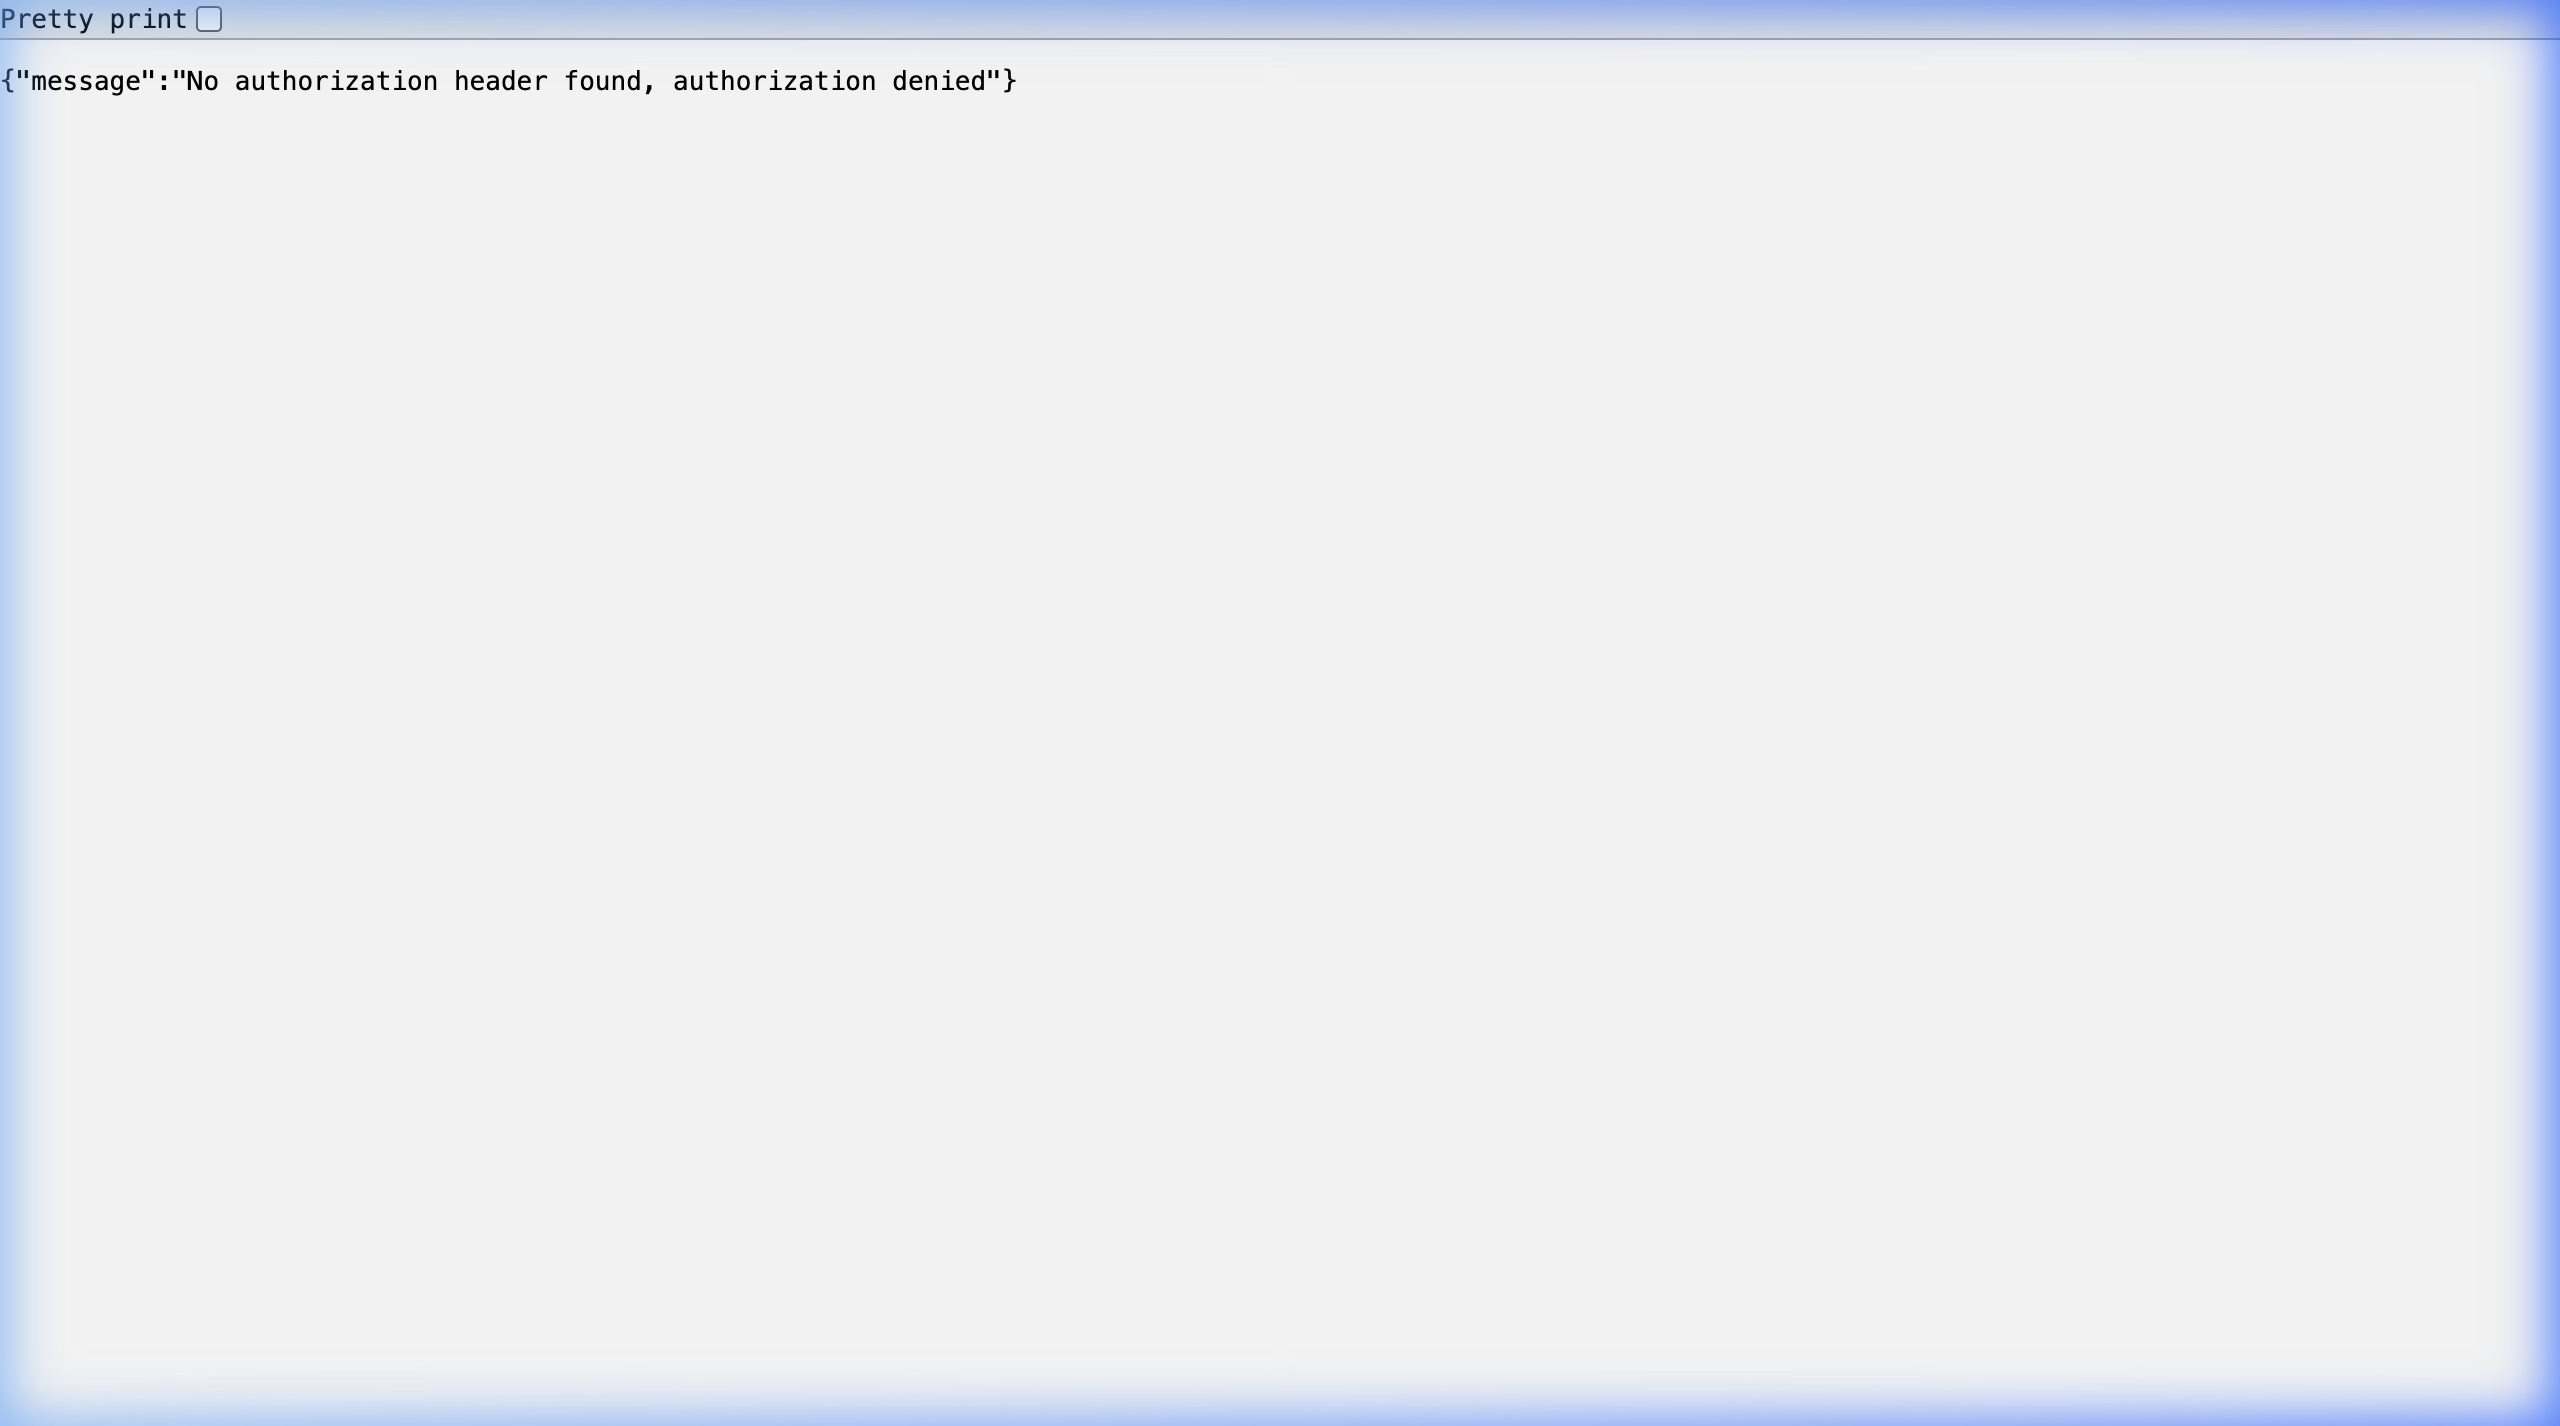 Pretty print
{"message":"No authorization header found, authorization denied"}